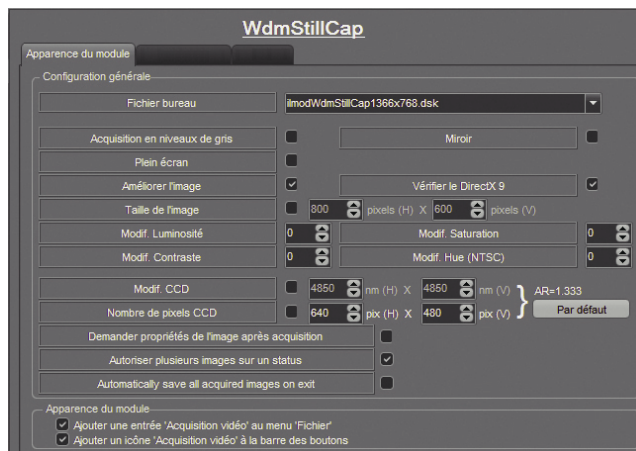 WdmStillCap
Apparence du module
Configuration générale
Fichier bureau ilmodWdmStillCap1366x768.dsk
Acquisition en niveaux de gris Miroir
Plein écran
Améliorer l'image Vérifier le DirectX 9
Taille de l'image 800 pixels (H) X 600 pixels (V)
Modif. Luminosité 0 Modif. Saturation 0
Modif. Contraste 0 Modif. Hue (NTSC) 0
Modif. CCD 4850 nm (H) X 4850 nm (V) AR=1.333
Nombre de pixels CCD 640 pix (H) X 480 pix (V) } Par défaut
Demander propriétés de l'image après acquisition
Autoriser plusieurs images sur un status
Automatically save all acquired images on exit
Apparence du module
Ajouter une entrée 'Acquisition vidéo' au menu 'Fichier'
Ajouter un icône 'Acquisition vidéo' à la barre des boutons